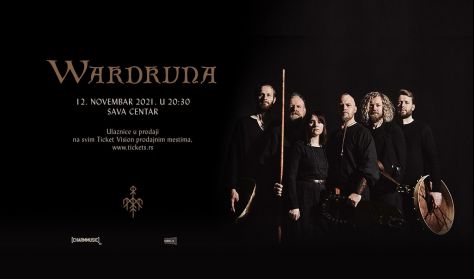 WARDRUNA
12. NOVEMBAR 2021. U 20:30
SAVA CENTAR
Ulaznice u prodaji
na svim Ticket Vision prodajnim mestima,
www.tickets.rs
[CHARMMUSIC]